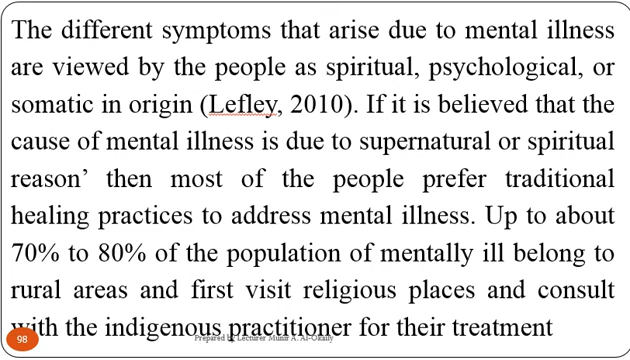 The different symptoms that arise due to mental illness
are viewed by the people as spiritual, psychological, or
somatic in origin (Lefley, 2010). If it is believed that the
cause of mental illness is due to supernatural or spiritual
reason’ then most of the people prefer traditional
healing practices to address mental illness. Up to about
70% to 80% of the population of mentally ill belong to
rural areas and first visit religious places and consult
with the indigenous practitioner for their treatment
98
Prepared by Lecturer Munir A. Al-Okaily